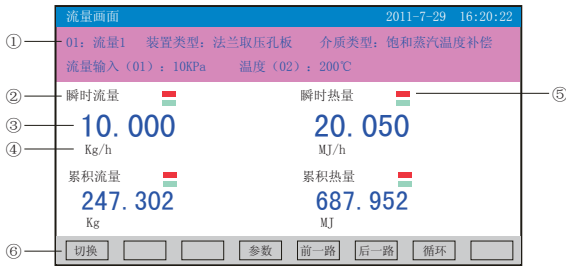 流量画面 2011-7-29 16:20:22
① 01: 流量1 装置类型: 法兰取压孔板 介质类型: 饱和蒸汽温度补偿
流量输入（01）: 10KPa 温度（02）: 200℃
② 瞬时流量 瞬时热量 ⑤
③ 10.000 20.050
④ Kg/h MJ/h
累积流量 累积热量
247.302 687.952
Kg MJ
⑥ 切换 参数 前一路 后一路 循环